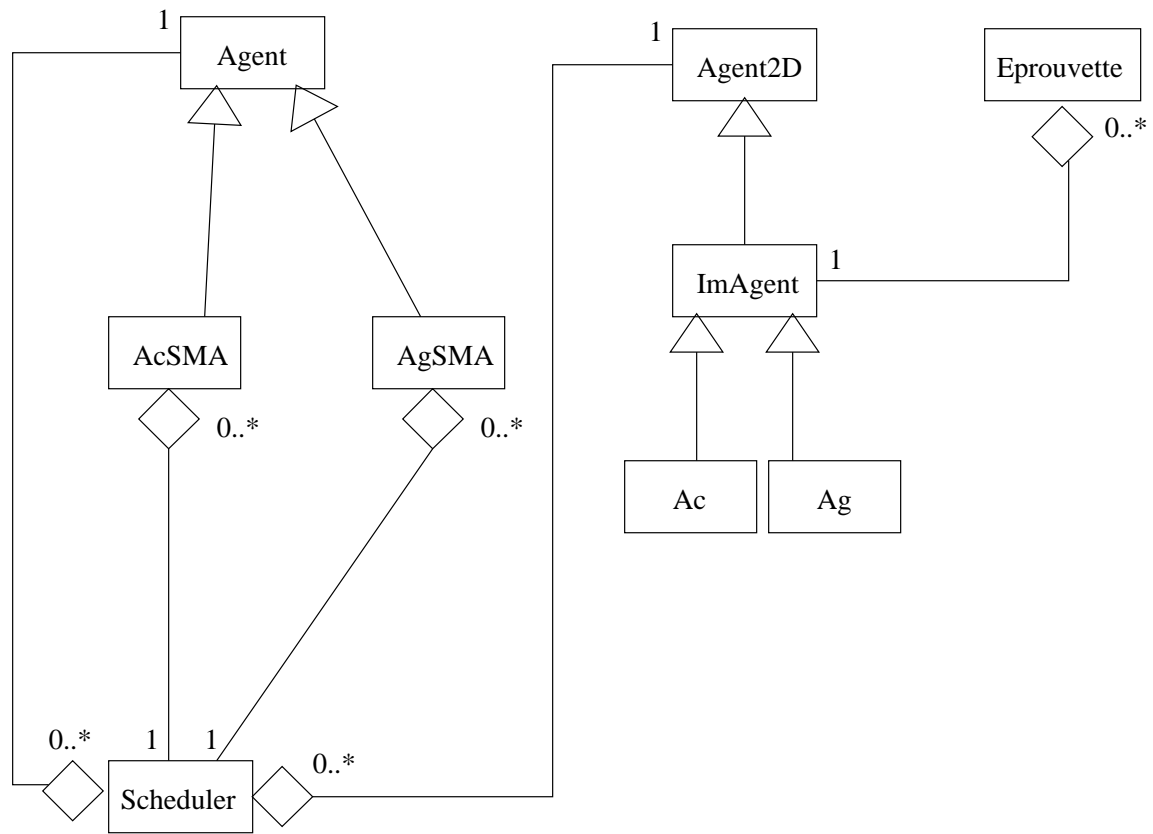 1
Agent
1
Agent2D
Eprouvette
0..*
1
ImAgent
AcSMA
AgSMA
0..*
0..*
Ac
Ag
0..*
1
1
0..*
Scheduler